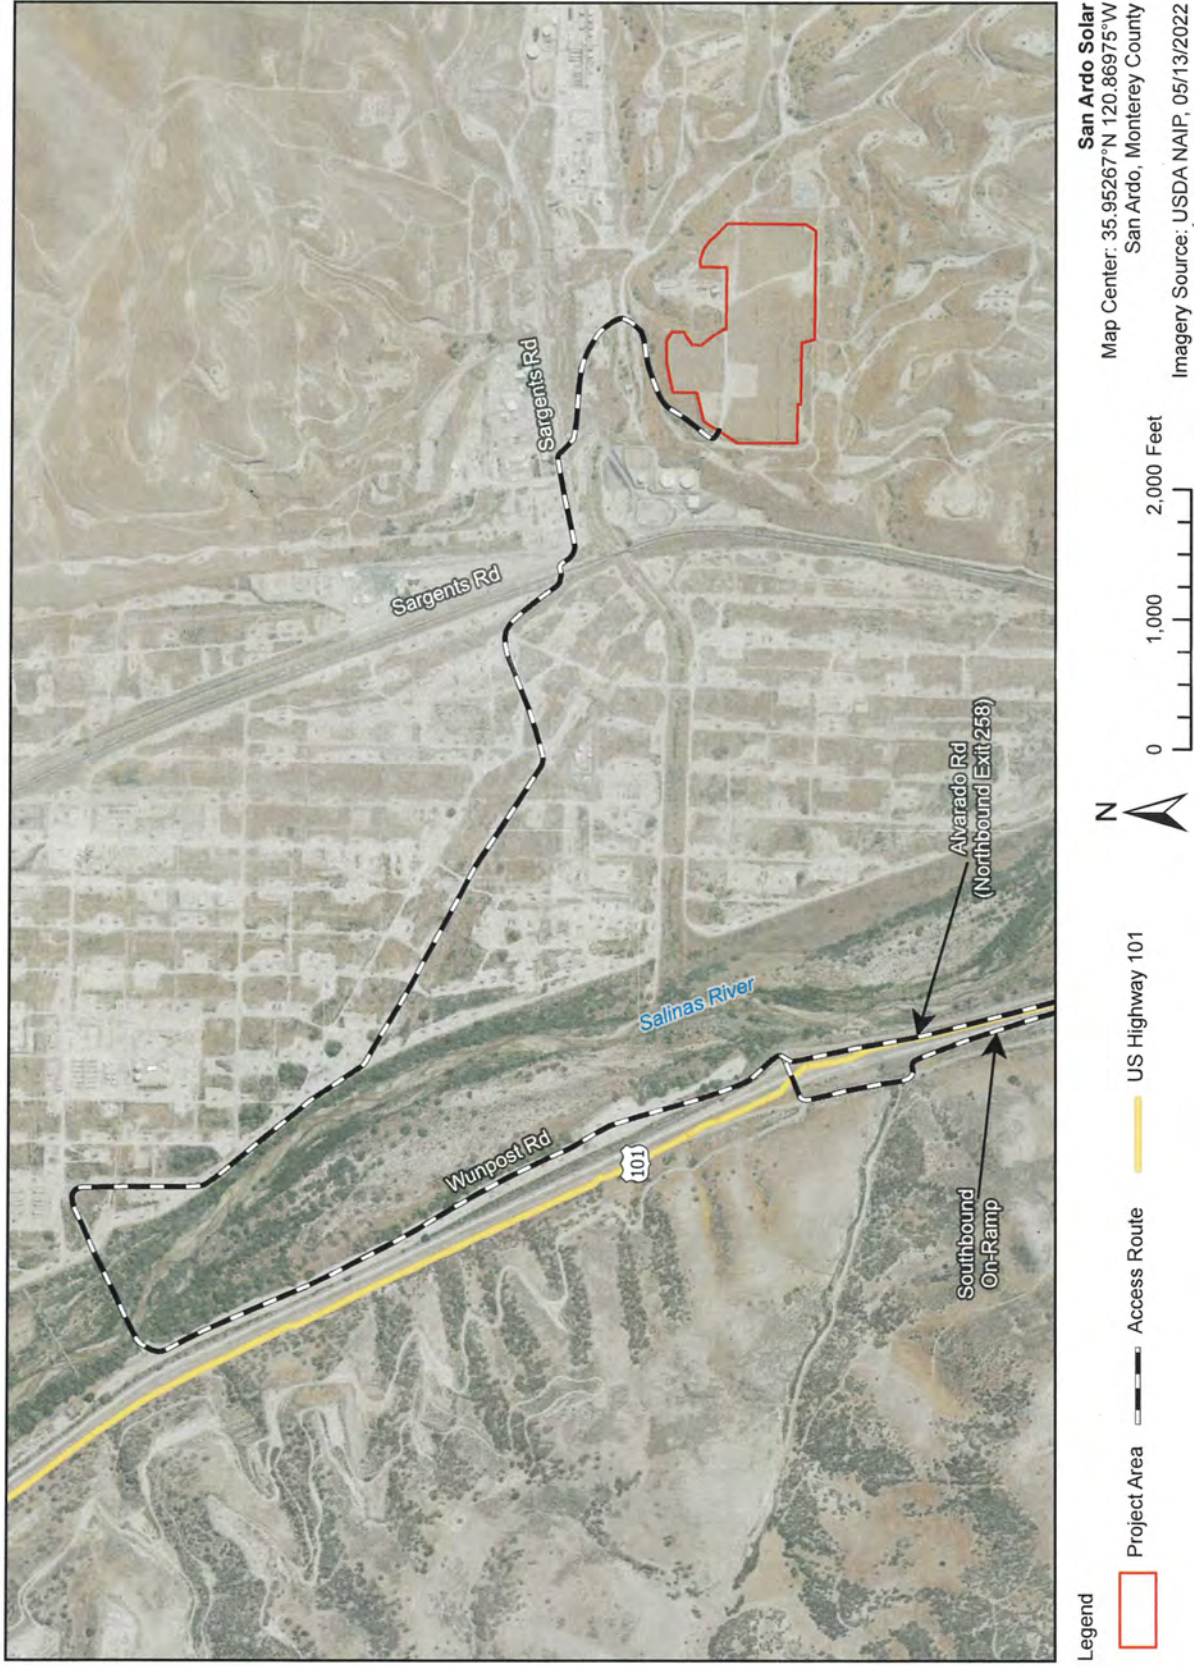 Sargents Rd
Sargents Rd
Salinas River
Wunpost Rd
101
Alvarado Rd
(Northbound Exit 258)
Southbound
On-Ramp
Legend
Project Area
Access Route
US Highway 101
N
0
1,000
2,000 Feet
San Ardo Solar
Map Center: 35.95267°N 120.86975°W
San Ardo, Monterey County
Imagery Source: USDA NAIP, 05/13/2022